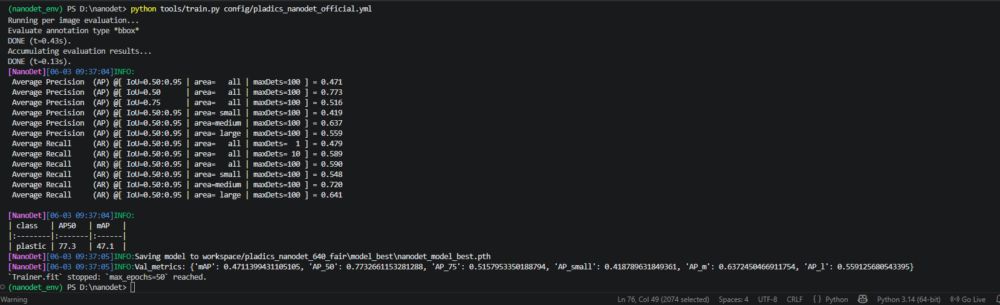 (nanodet_env) PS D:\nanodet> python tools/train.py config/pladics_nanodet_official.yml
Running per image evaluation...
Evaluate annotation type *bbox*
DONE (t=0.43s).
Accumulating evaluation results...
DONE (t=0.13s).
[NanoDet][06-03 09:37:04]INFO:
Average Precision  (AP) @[ IoU=0.50:0.95 | area=   all | maxDets=100 ] = 0.471
Average Precision  (AP) @[ IoU=0.50      | area=   all | maxDets=100 ] = 0.773
Average Precision  (AP) @[ IoU=0.75      | area=   all | maxDets=100 ] = 0.516
Average Precision  (AP) @[ IoU=0.50:0.95 | area= small | maxDets=100 ] = 0.419
Average Precision  (AP) @[ IoU=0.50:0.95 | area=medium | maxDets=100 ] = 0.637
Average Precision  (AP) @[ IoU=0.50:0.95 | area= large | maxDets=100 ] = 0.559
Average Recall     (AR) @[ IoU=0.50:0.95 | area=   all | maxDets=  1 ] = 0.479
Average Recall     (AR) @[ IoU=0.50:0.95 | area=   all | maxDets= 10 ] = 0.589
Average Recall     (AR) @[ IoU=0.50:0.95 | area=   all | maxDets=100 ] = 0.590
Average Recall     (AR) @[ IoU=0.50:0.95 | area= small | maxDets=100 ] = 0.548
Average Recall     (AR) @[ IoU=0.50:0.95 | area=medium | maxDets=100 ] = 0.720
Average Recall     (AR) @[ IoU=0.50:0.95 | area= large | maxDets=100 ] = 0.641
[NanoDet][06-03 09:37:04]INFO:
| class   | AP50   | mAP   |
|:--------|:-------|:------|
| plastic | 77.3   | 47.1  |
[NanoDet][06-03 09:37:05]INFO:Saving model to workspace/pladics_nanodet_640_fair\model_best\nanodet_model_best.pth
[NanoDet][06-03 09:37:05]INFO:Val_metrics: {'mAP': 0.4711399431105105, 'AP_50': 0.7732661153281288, 'AP_75': 0.5157953350188794, 'AP_small': 0.418789631849361, 'AP_m': 0.6372450466911754, 'AP_l': 0.559125680543395}
`Trainer.fit` stopped: `max_epochs=50` reached.
(nanodet_env) PS D:\nanodet>
Warning Ln 76, Col 49 (2074 selected) Spaces: 4 UTF-8 CRLF { } Python Python 3.14 (64-bit) Go Live